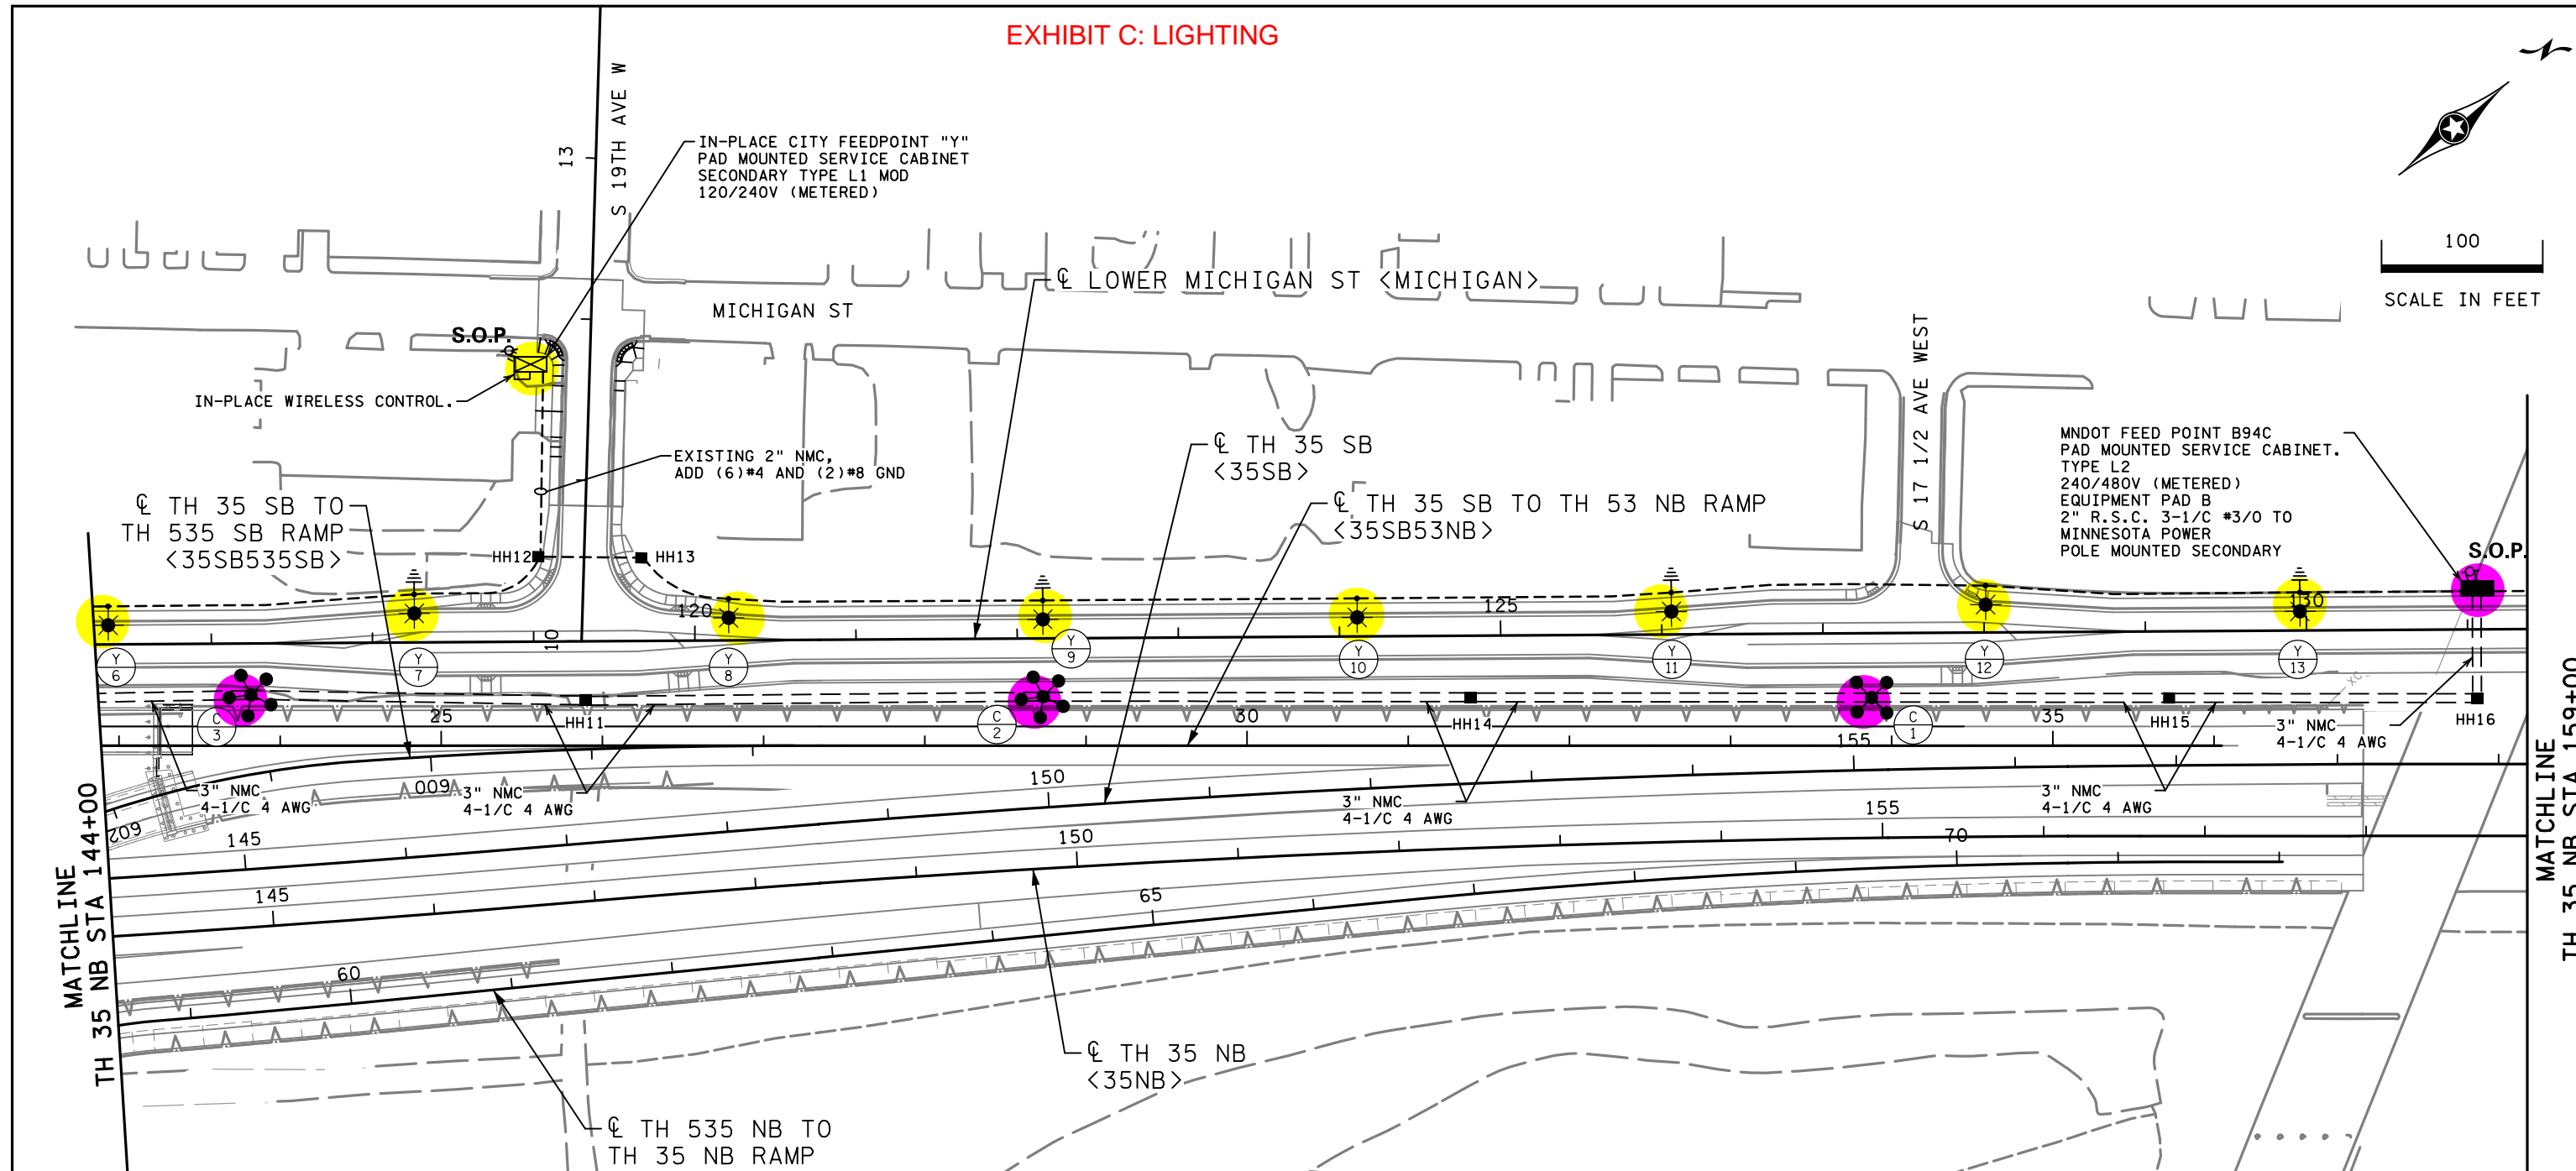 EXHIBIT C: LIGHTING
S 19TH AVE W
13
IN-PLACE CITY FEEDPOINT "Y"
PAD MOUNTED SERVICE CABINET
SECONDARY TYPE L1 MOD
120/240V (METERED)
100
SCALE IN FEET
℄ LOWER MICHIGAN ST <MICHIGAN>
MICHIGAN ST
S.O.P.
IN-PLACE WIRELESS CONTROL.
S 17 1/2 AVE WEST
EXISTING 2" NMC,
ADD (6)#4 AND (2)#8 GND
℄ TH 35 SB
<35SB>
MNDOT FEED POINT B94C
PAD MOUNTED SERVICE CABINET.
TYPE L2
240/480V (METERED)
EQUIPMENT PAD B
2" R.S.C. 3-1/C #3/0 TO
MINNESOTA POWER
POLE MOUNTED SECONDARY
℄ TH 35 SB TO
TH 535 SB RAMP
<35SB535SB>
℄ TH 35 SB TO TH 53 NB RAMP
<35SB53NB>
S.O.P.
HH12
HH13
120
125
130
10
Y
6
Y
7
Y
8
Y
9
Y
10
Y
11
Y
12
Y
13
XC
C
3
25
HH11
C
2
30
HH14
C
1
155
35
HH15
3" NMC
4-1/C 4 AWG
HH16
3" NMC
4-1/C 4 AWG
600
3" NMC
4-1/C 4 AWG
150
3" NMC
4-1/C 4 AWG
3" NMC
4-1/C 4 AWG
602
145
150
155
70
145
65
60
MATCHLINE
TH 35 NB STA 144+00
MATCHLINE
TH 35 NB STA 159+00
℄ TH 35 NB
<35NB>
℄ TH 535 NB TO
TH 35 NB RAMP